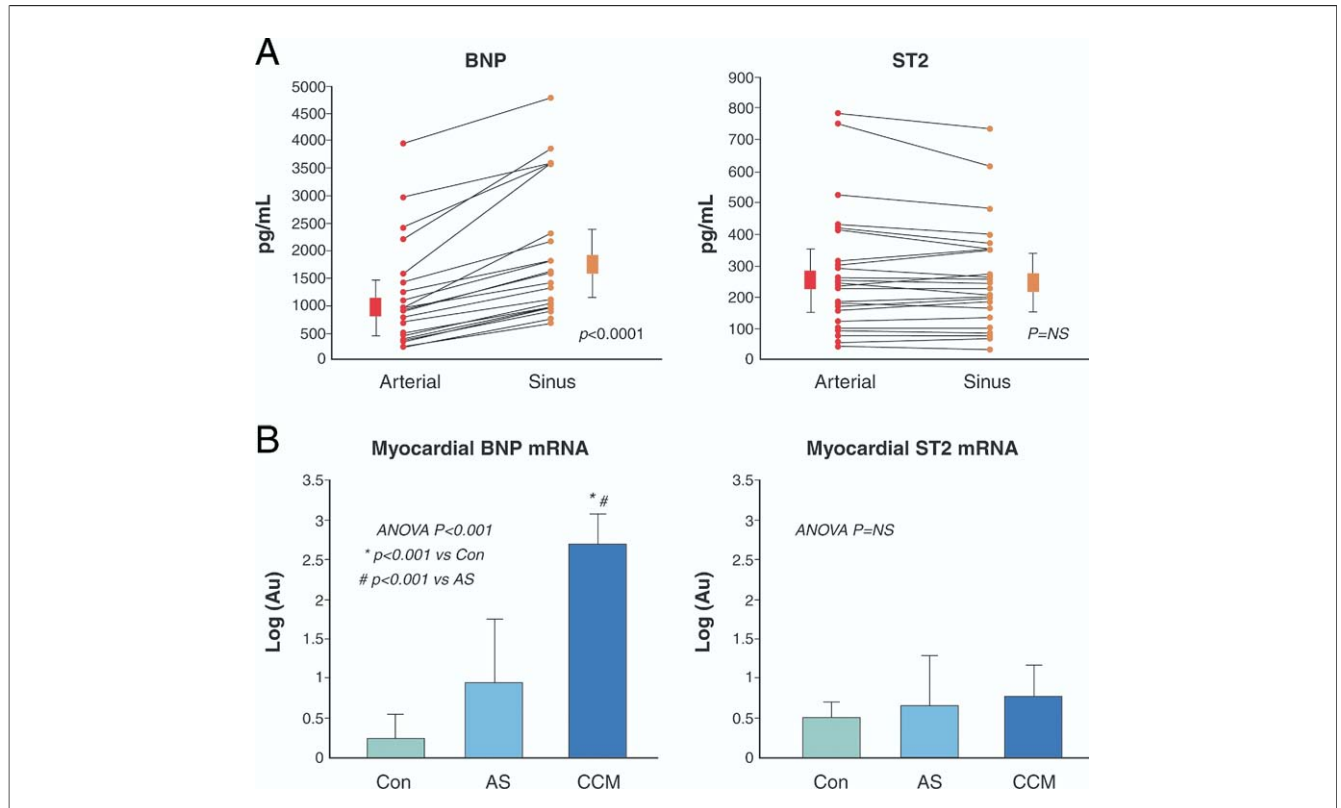 A
BNP
pg/mL
5000
4500
4000
3500
3000
2500
2000
1500
1000
500
0
p<0.0001
Arterial
Sinus
ST2
pg/mL
900
800
700
600
500
400
300
200
100
0
P=NS
Arterial
Sinus
B
Myocardial BNP mRNA
Log (Au)
3.5
3
2.5
2
1.5
1
0.5
0
ANOVA P<0.001
* p<0.001 vs Con
# p<0.001 vs AS
* #
Con
AS
CCM
Myocardial ST2 mRNA
Log (Au)
3.5
3
2.5
2
1.5
1
0.5
0
ANOVA P=NS
Con
AS
CCM